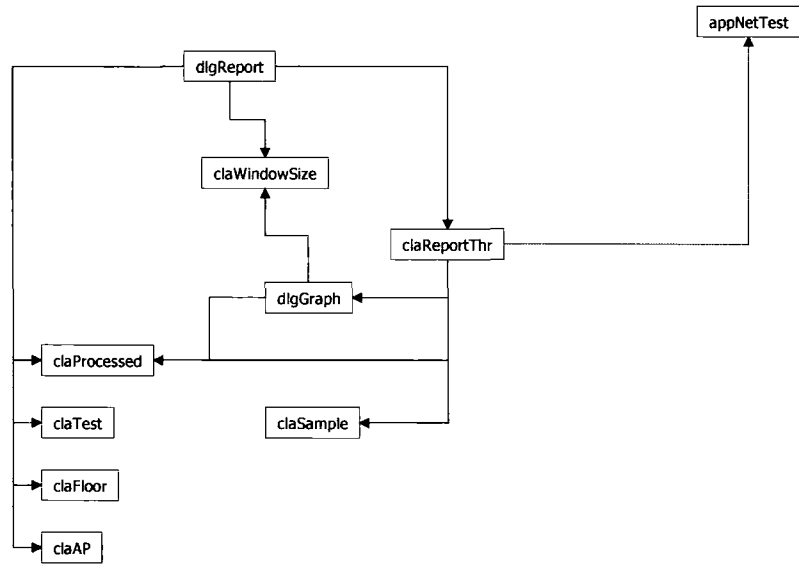 appNetTest
dlgReport
claWindowSize
claReportThr
dlgGraph
claProcessed
claTest
claSample
claFloor
claAP